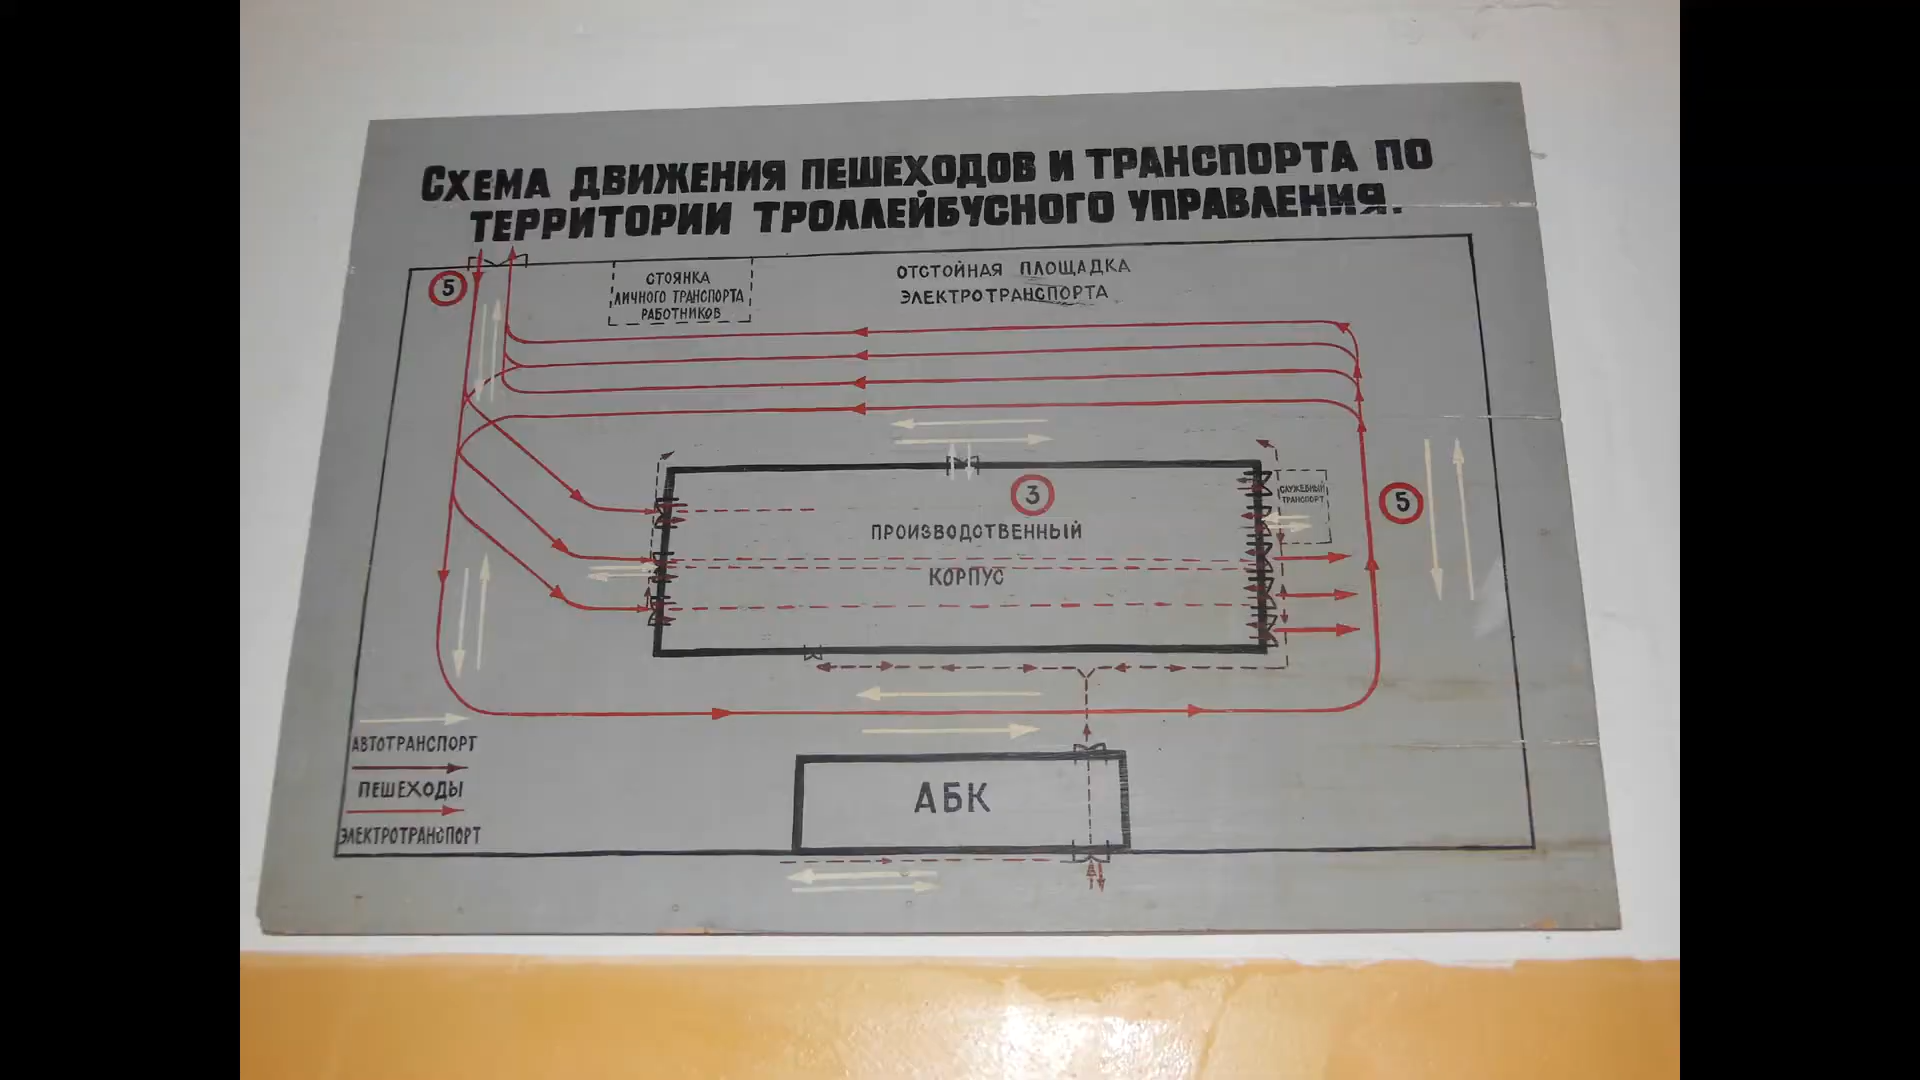 СХЕМА ДВИЖЕНИЯ ПЕШЕХОДОВ И ТРАНСПОРТА ПО
ТЕРРИТОРИИ ТРОЛЛЕЙБУСНОГО УПРАВЛЕНИЯ.
5
СТОЯНКА
ЛИЧНОГО ТРАНСПОРТА
РАБОТНИКОВ
ОТСТОЙНАЯ ПЛОЩАДКА
ЭЛЕКТРОТРАНСПОРТА
3
СЛУЖЕБНЫЙ
ТРАНСПОРТ
5
ПРОИЗВОДСТВЕННЫЙ
КОРПУС
АВТОТРАНСПОРТ
ПЕШЕХОДЫ
ЭЛЕКТРОТРАНСПОРТ
АБК